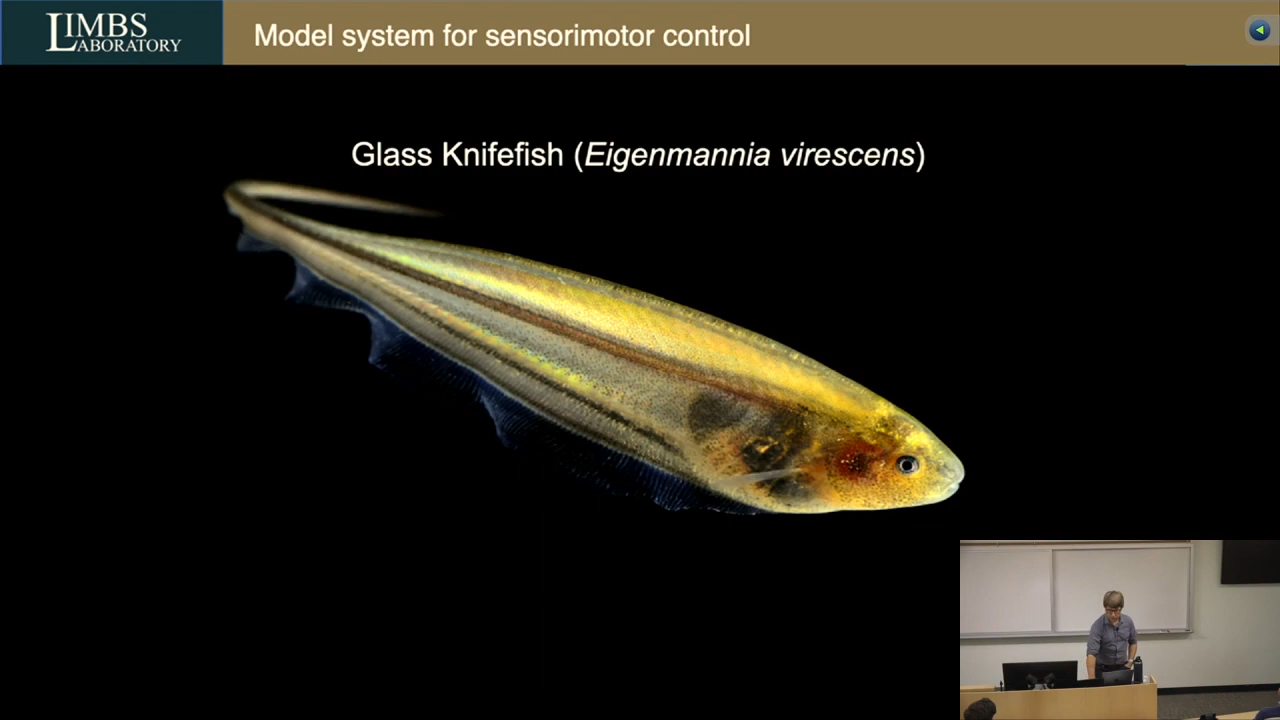 LIMBS
LABORATORY
Model system for sensorimotor control
Glass Knifefish (Eigenmannia virescens)